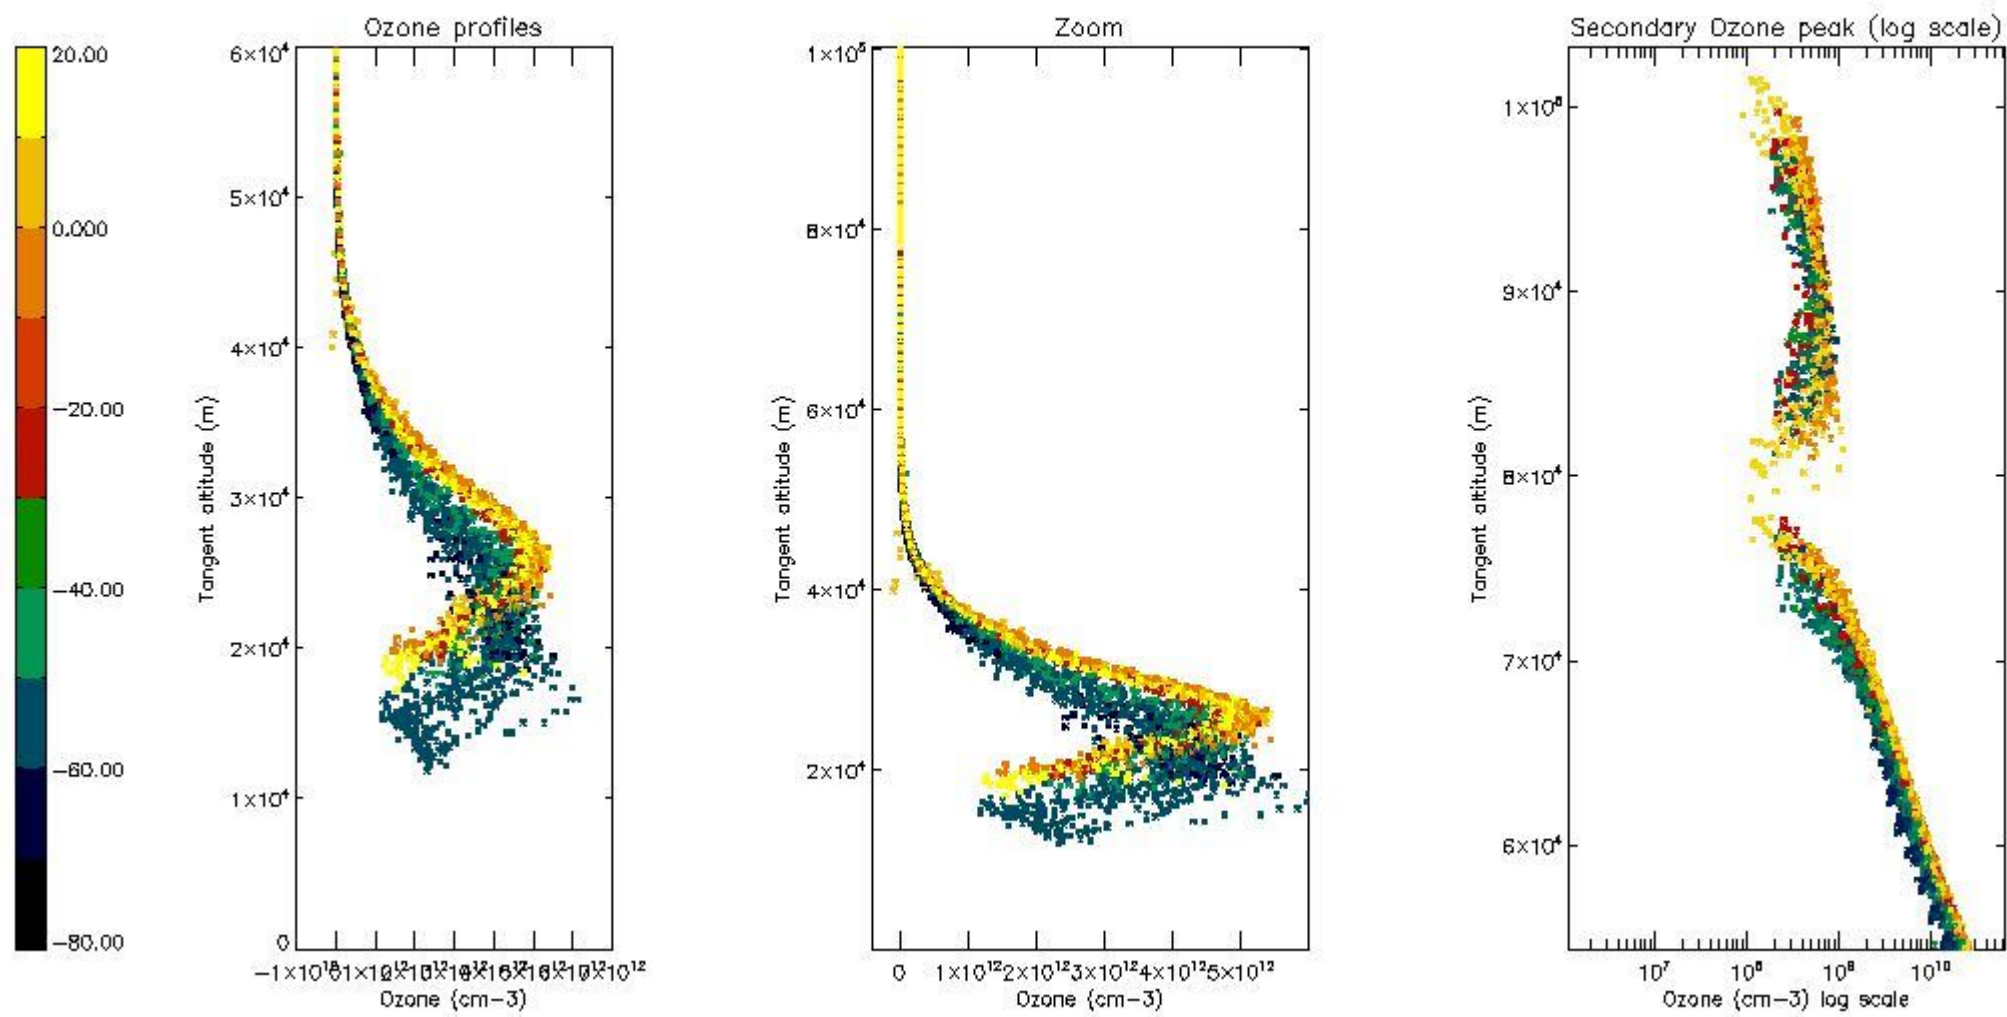 Ozone profiles
Zoom
Secondary Ozone peak (log scale)
20.00
0.000
−20.00
−40.00
−60.00
−80.00
6×10⁴
5×10⁴
4×10⁴
3×10⁴
2×10⁴
1×10⁴
0
Tangent altitude (m)
Ozone (cm−3)
1×10⁵
8×10⁴
6×10⁴
4×10⁴
2×10⁴
Tangent altitude (m)
0 1×10¹² 2×10¹² 3×10¹² 4×10¹² 5×10¹²
Ozone (cm−3)
9×10⁴
8×10⁴
7×10⁴
6×10⁴
Tangent altitude (m)
10⁷ 10⁸ 10⁹ 10¹⁰
Ozone (cm−3) log scale